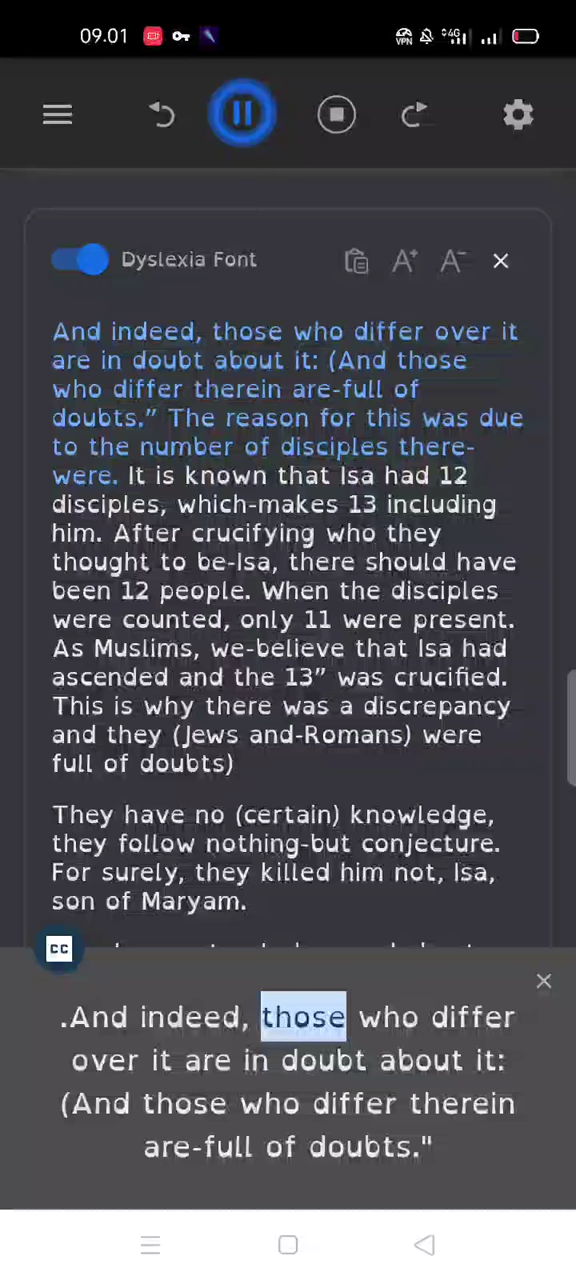 09.01
VPN
4G
Dyslexia Font
A+
A-
And indeed, those who differ over it
are in doubt about it: (And those
who differ therein are-full of
doubts.” The reason for this was due
to the number of disciples there-
were. It is known that Isa had 12
disciples, which-makes 13 including
him. After crucifying who they
thought to be-Isa, there should have
been 12 people. When the disciples
were counted, only 11 were present.
As Muslims, we-believe that Isa had
ascended and the 13” was crucified.
This is why there was a discrepancy
and they (Jews and-Romans) were
full of doubts)
They have no (certain) knowledge,
they follow nothing-but conjecture.
For surely, they killed him not, Isa,
son of Maryam.
CC
.And indeed, those who differ
over it are in doubt about it:
(And those who differ therein
are-full of doubts."